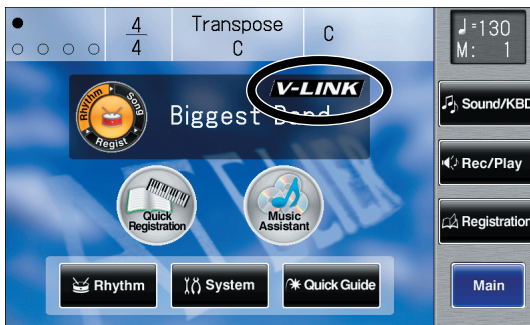 4
4
Transpose
C
C
♩=130
M: 1
V-LINK
Rhythm
Song
Regist
Biggest Band
Sound/KBD
Quick
Registration
Music
Assistant
Rec/Play
Registration
Rhythm
System
Quick Guide
Main